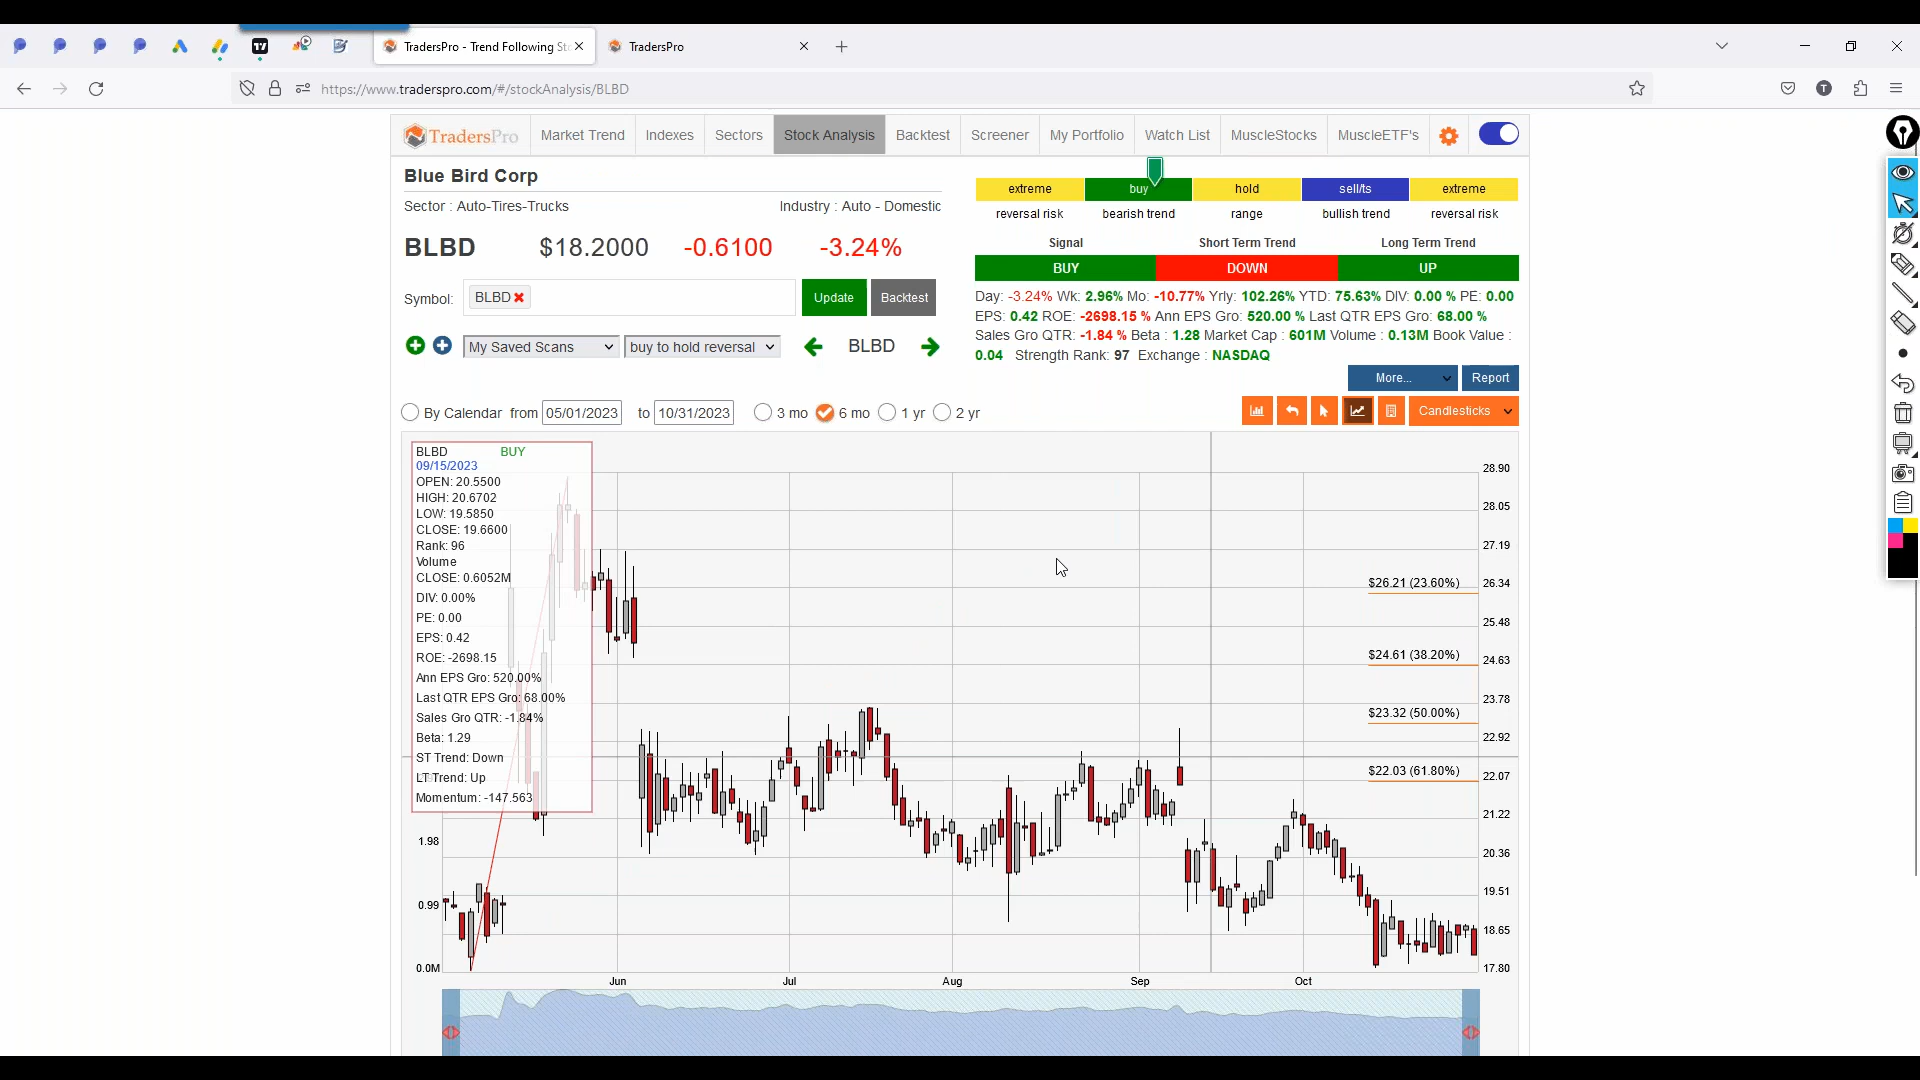 TradersPro - Trend Following St
TradersPro
https://www.traderspro.com/#/stockAnalysis/BLBD
T
TradersPro
Market Trend
Indexes
Sectors
Stock Analysis
Backtest
Screener
My Portfolio
Watch List
MuscleStocks
MuscleETF's
Blue Bird Corp
Sector : Auto-Tires-Trucks
Industry : Auto - Domestic
BLBD $18.2000 -0.6100 -3.24%
Symbol: BLBD
Update
Backtest
My Saved Scans
buy to hold reversal
BLBD
extreme buy hold sell/ts extreme
reversal risk bearish trend range bullish trend reversal risk
Signal Short Term Trend Long Term Trend
BUY DOWN UP
Day: -3.24% Wk: 2.96% Mo: -10.77% Yrly: 102.26% YTD: 75.63% DIV: 0.00 % PE: 0.00
EPS: 0.42 ROE: -2698.15 % Ann EPS Gro: 520.00 % Last QTR EPS Gro: 68.00 %
Sales Gro QTR: -1.84 % Beta : 1.28 Market Cap : 601M Volume : 0.13M Book Value :
0.04 Strength Rank: 97 Exchange : NASDAQ
More...
Report
By Calendar from 05/01/2023 to 10/31/2023
3 mo 6 mo 1 yr 2 yr
Candlesticks
BLBD BUY
09/15/2023
OPEN: 20.5500
HIGH: 20.6702
LOW: 19.5850
CLOSE: 19.6600
Rank: 96
Volume
CLOSE: 0.6052M
DIV: 0.00%
PE: 0.00
EPS: 0.42
ROE: -2698.15
Ann EPS Gro: 520.00%
Last QTR EPS Gro: 68.00%
Sales Gro QTR: -1.84%
Beta: 1.29
ST Trend: Down
LT Trend: Up
Momentum: -147.563
1.98
0.99
0.0M
$26.21 (23.60%)
$24.61 (38.20%)
$23.32 (50.00%)
$22.03 (61.80%)
28.90
28.05
27.19
26.34
25.48
24.63
23.78
22.92
22.07
21.22
20.36
19.51
18.65
17.80
Jun Jul Aug Sep Oct